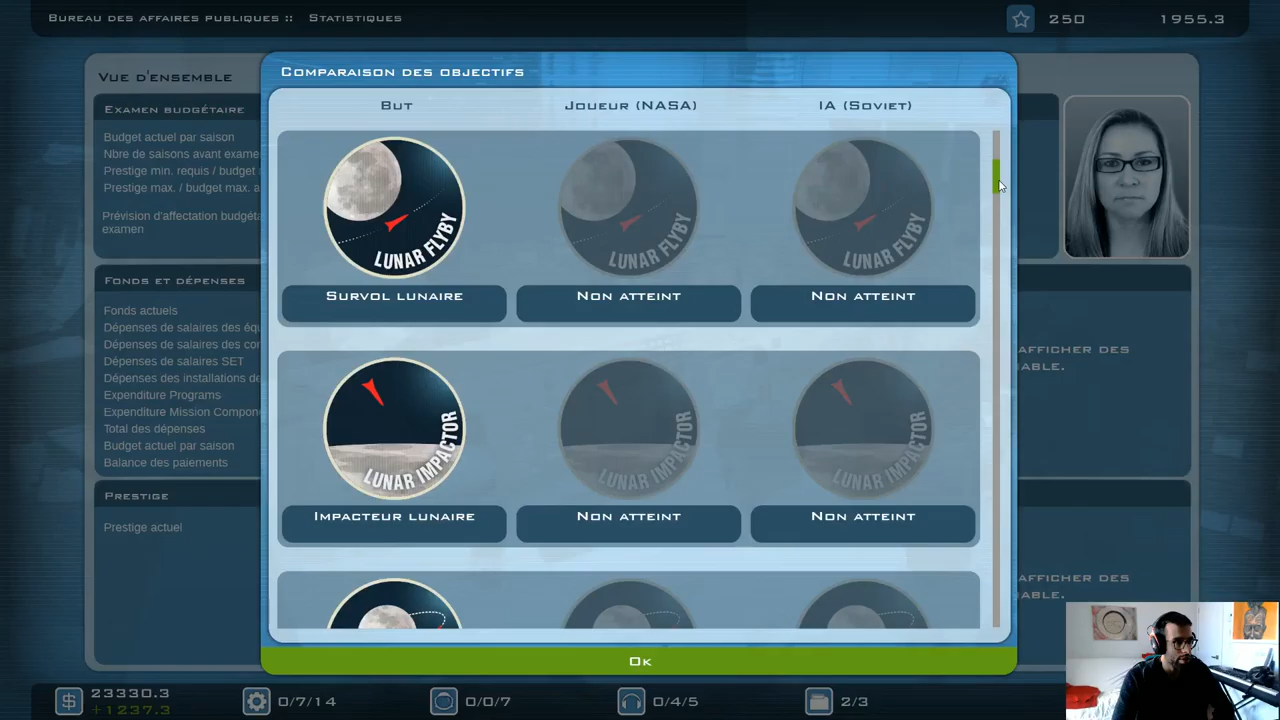 Bureau des affaires publiques :: Statistiques
250
1955.3
Vue d'ensemble
Examen budgétaire
Budget actuel par saison
Nbre de saisons avant exame
Prestige min. requis / budget
Prestige max. / budget max. a
Prévision d'affectation budgéta
examen
Fonds et dépenses
Fonds actuels
Dépenses de salaires des équ
Dépenses de salaires des con
Dépenses de salaires SET
Dépenses des installations de
Expenditure Programs
Expenditure Mission Compone
Total des dépenses
Budget actuel par saison
Balance des paiements
Prestige
Prestige actuel
Comparaison des objectifs
But
Joueur (NASA)
IA (Soviet)
LUNAR FLYBY
LUNAR FLYBY
LUNAR FLYBY
Survol lunaire
Non atteint
Non atteint
LUNAR IMPACTOR
LUNAR IMPACTOR
LUNAR IMPACTOR
Impacteur lunaire
Non atteint
Non atteint
Ok
afficher des
able.
afficher des
able.
23330.3
+1237.3
0/7/14
0/0/7
0/4/5
2/3